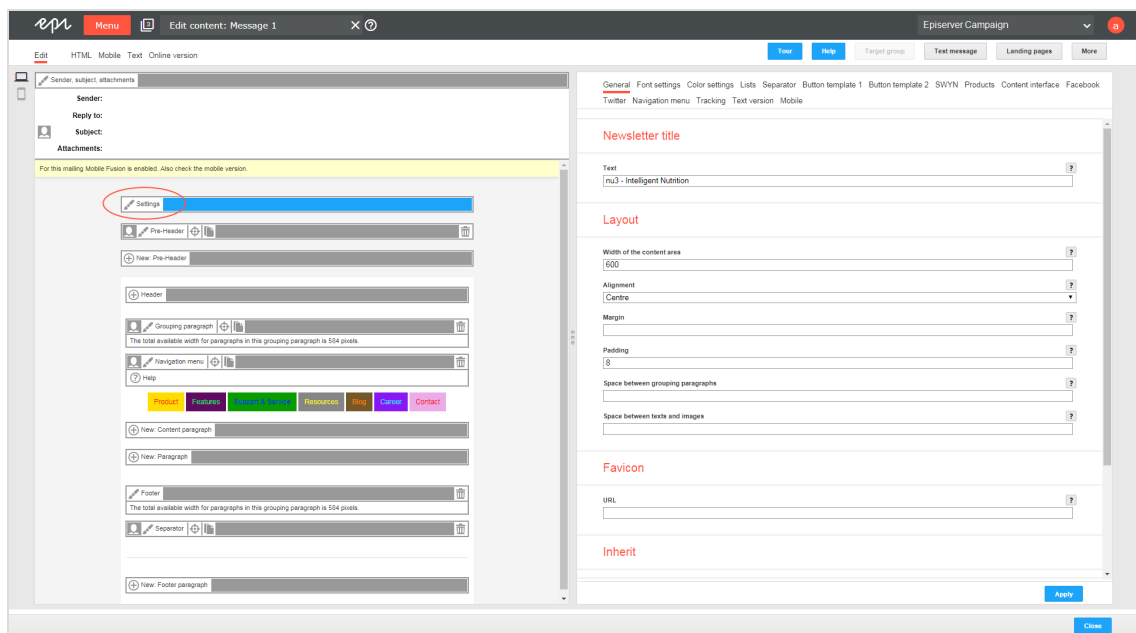 epi Menu 3 Edit content: Message 1 Episerver Campaign a
Edit HTML Mobile Text Online version Tour Help Target group Test message Landing pages More
Sender, subject, attachments
Sender:
Reply to:
Subject:
Attachments:
For this mailing Mobile Fusion is enabled. Also check the mobile version.
Settings
Pre-Header
New: Pre-Header
Header
Grouping paragraph
The total available width for paragraphs in this grouping paragraph is 584 pixels.
Navigation menu
? Help
Product Features Support & Service Resources Blog Career Contact
New: Content paragraph
New: Paragraph
Footer
The total available width for paragraphs in this grouping paragraph is 584 pixels.
Separator
New: Footer paragraph
General Font settings Color settings Lists Separator Button template 1 Button template 2 SWYN Products Content interface Facebook
Twitter Navigation menu Tracking Text version Mobile
Newsletter title
Text ?
nu3 - Intelligent Nutrition
Layout
Width of the content area ?
600
Alignment ?
Centre
Margin ?
Padding ?
8
Space between grouping paragraphs ?
Space between texts and images ?
Favicon
URL ?
Inherit
Apply
Close